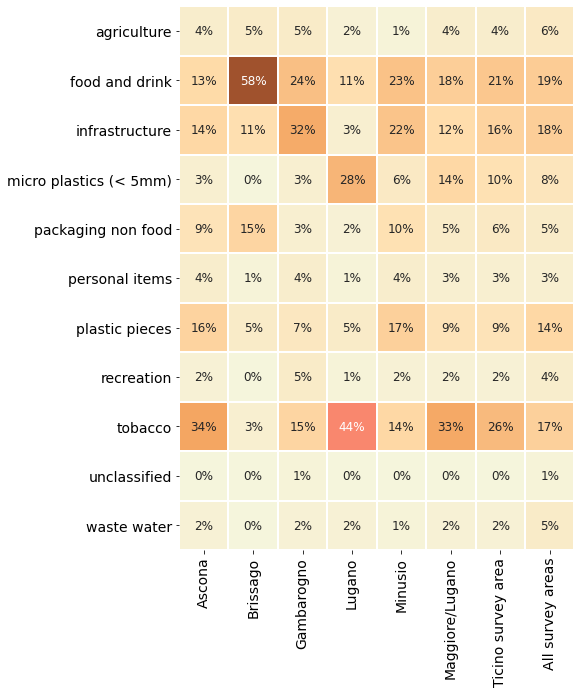 agriculture 4% 5% 5% 2% 1% 4% 4% 6%
food and drink 13% 58% 24% 11% 23% 18% 21% 19%
infrastructure 14% 11% 32% 3% 22% 12% 16% 18%
micro plastics (< 5mm) 3% 0% 3% 28% 6% 14% 10% 8%
packaging non food 9% 15% 3% 2% 10% 5% 6% 5%
personal items 4% 1% 4% 1% 4% 3% 3% 3%
plastic pieces 16% 5% 7% 5% 17% 9% 9% 14%
recreation 2% 0% 5% 1% 2% 2% 2% 4%
tobacco 34% 3% 15% 44% 14% 33% 26% 17%
unclassified 0% 0% 1% 0% 0% 0% 0% 1%
waste water 2% 0% 2% 2% 1% 2% 2% 5%
Ascona
Brissago
Gambarogno
Lugano
Minusio
Maggiore/Lugano
Ticino survey area
All survey areas